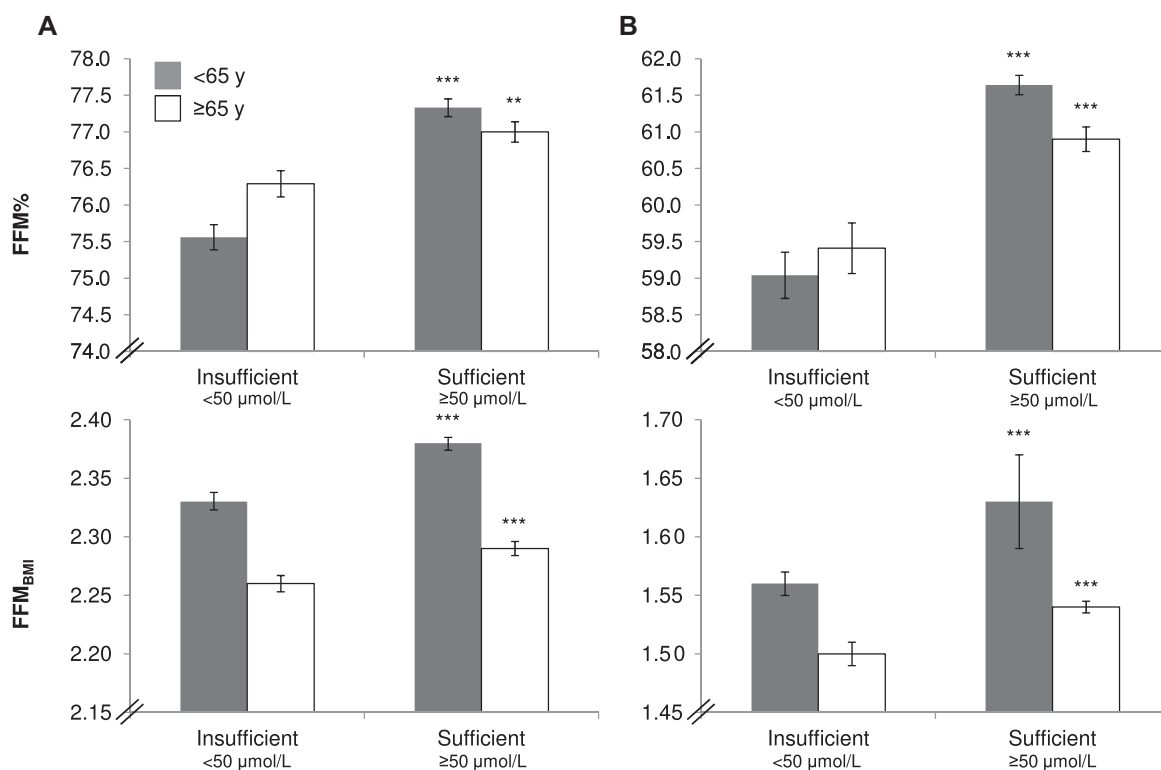 A
B
FFM%
78.0
77.5
77.0
76.5
76.0
75.5
75.0
74.5
74.0
<65 y
≥65 y
***
**
Insufficient
<50 µmol/L
Sufficient
≥50 µmol/L
62.0
61.5
61.0
60.5
60.0
59.5
59.0
58.5
58.0
***
***
Insufficient
<50 µmol/L
Sufficient
≥50 µmol/L
FFMBMI
2.40
2.35
2.30
2.25
2.20
2.15
***
***
Insufficient
<50 µmol/L
Sufficient
≥50 µmol/L
1.70
1.65
1.60
1.55
1.50
1.45
***
***
Insufficient
<50 µmol/L
Sufficient
≥50 µmol/L